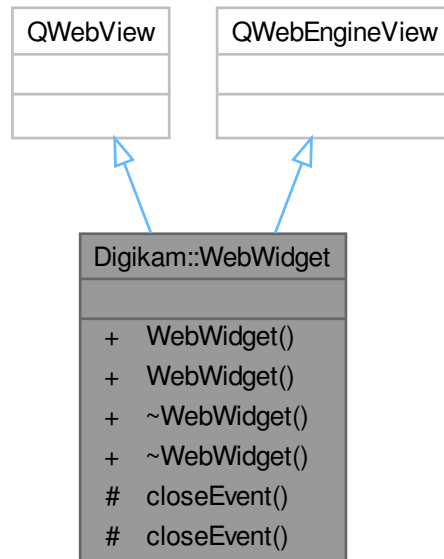 QWebView
QWebEngineView
Digikam::WebWidget
+ WebWidget()
+ WebWidget()
+ ~WebWidget()
+ ~WebWidget()
# closeEvent()
# closeEvent()